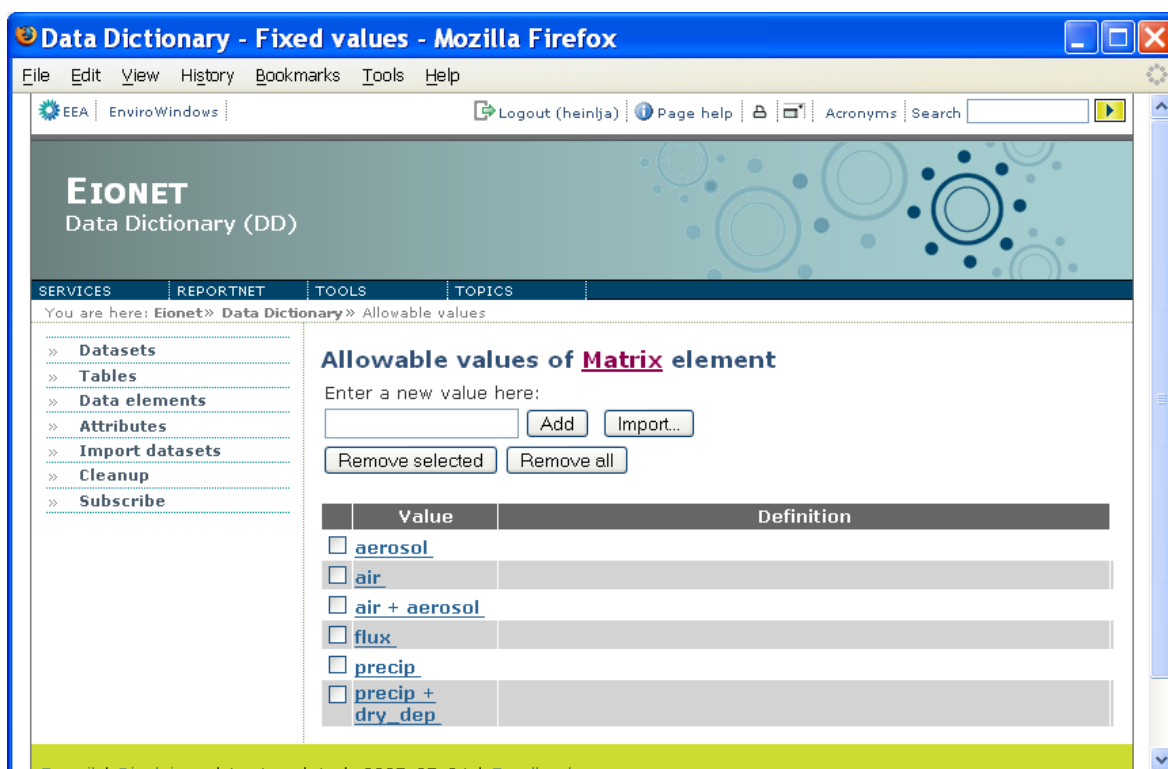 Data Dictionary - Fixed values - Mozilla Firefox
File Edit View History Bookmarks Tools Help
EEA EnviroWindows Logout (heinlja) Page help Acronyms Search
EIONET
Data Dictionary (DD)
SERVICES REPORTNET TOOLS TOPICS
You are here: Eionet» Data Dictionary» Allowable values
» Datasets
» Tables
» Data elements
» Attributes
» Import datasets
» Cleanup
» Subscribe
Allowable values of Matrix element
Enter a new value here:
Add Import...
Remove selected Remove all
Value Definition
aerosol
air
air + aerosol
flux
precip
precip +
dry_dep